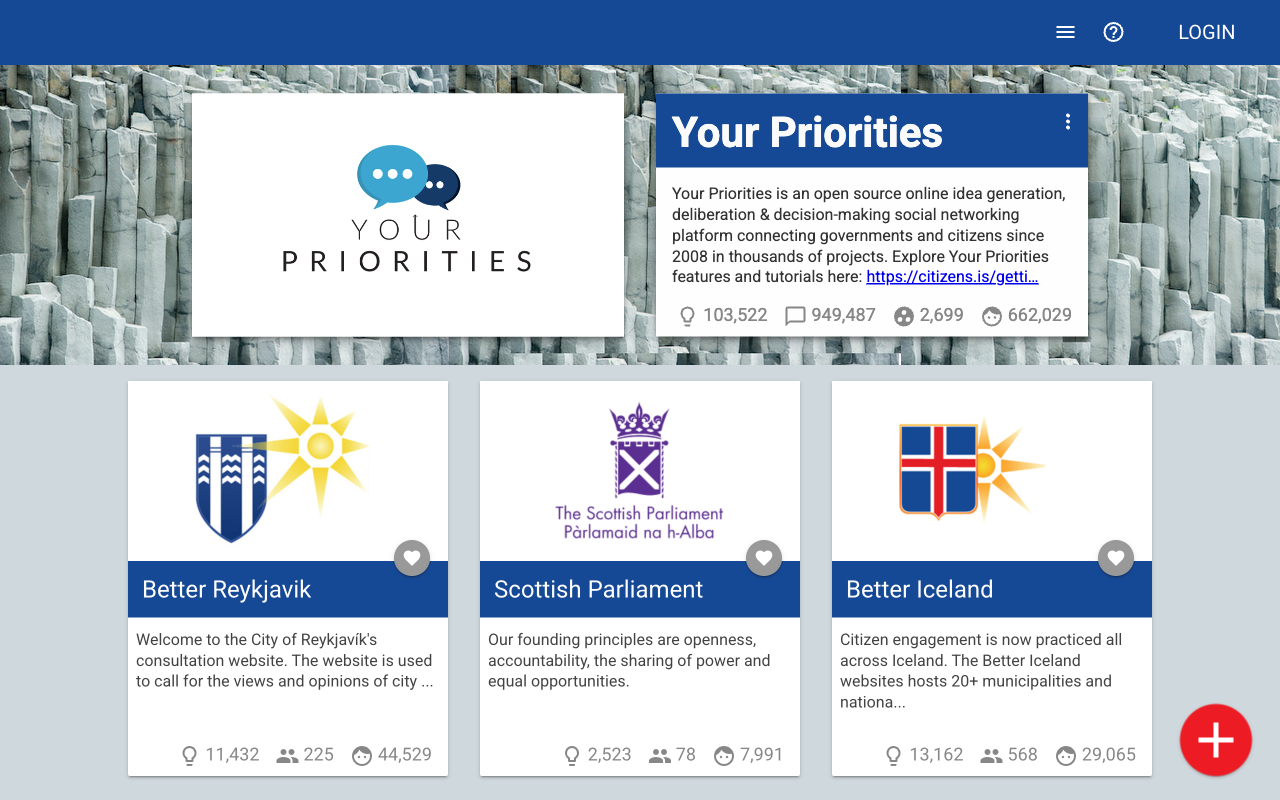 LOGIN
YOUR
PRIORITIES
Your Priorities
Your Priorities is an open source online idea generation,
deliberation & decision-making social networking
platform connecting governments and citizens since
2008 in thousands of projects. Explore Your Priorities
features and tutorials here: https://citizens.is/getti…
103,522 949,487 2,699 662,029
The Scottish Parliament
Pàrlamaid na h-Alba
Better Reykjavik
Welcome to the City of Reykjavík's
consultation website. The website is used
to call for the views and opinions of city ...
11,432 225 44,529
Scottish Parliament
Our founding principles are openness,
accountability, the sharing of power and
equal opportunities.
2,523 78 7,991
Better Iceland
Citizen engagement is now practiced all
across Iceland. The Better Iceland
websites hosts 20+ municipalities and
nationa...
13,162 568 29,065